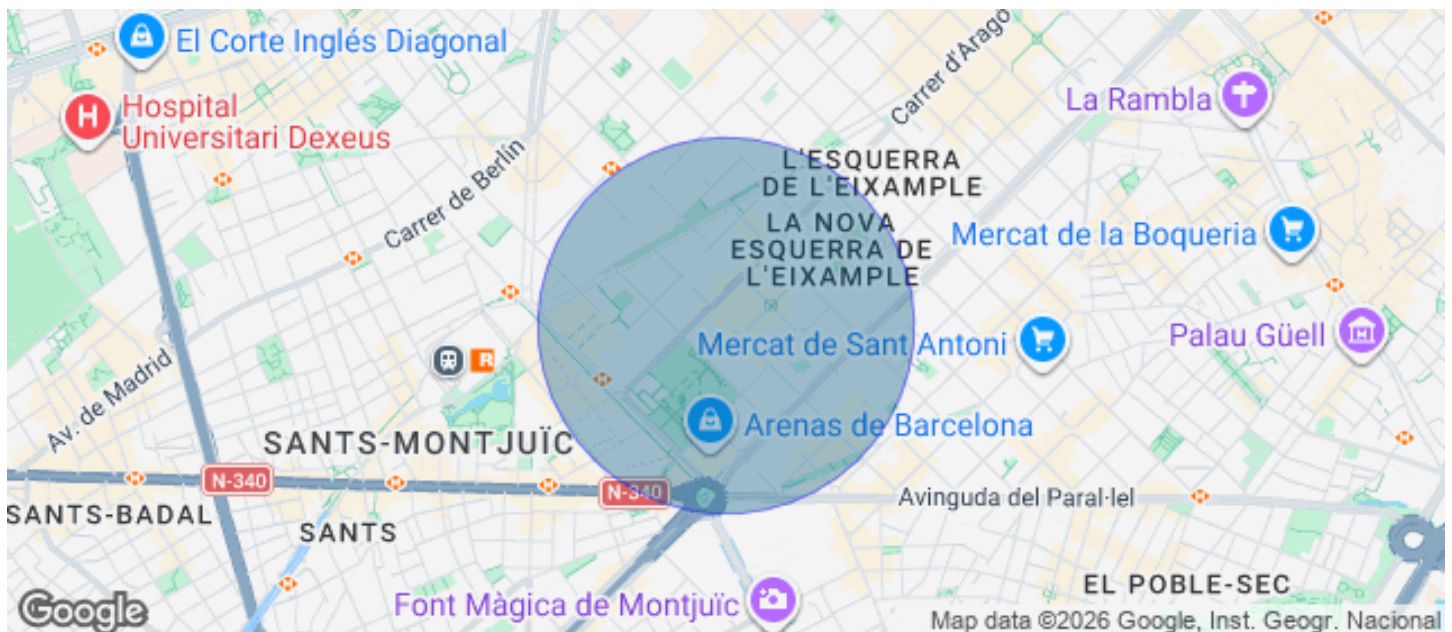 El Corte Inglés Diagonal
Hospital
Universitari Dexeus
Carrer de Berlín
Carrer d'Arago
La Rambla
L'ESQUERRA
DE L'EIXAMPLE
LA NOVA
ESQUERRA DE
L'EIXAMPLE
Mercat de la Boqueria
Mercat de Sant Antoni
Palau Güell
Av. de Madrid
R
Arenas de Barcelona
SANTS-MONTJUÏC
N-340
N-340
Avinguda del Paral·lel
SANTS-BADAL
SANTS
EL POBLE-SEC
Font Màgica de Montjuïc
Google
Map data ©2026 Google, Inst. Geogr. Nacional